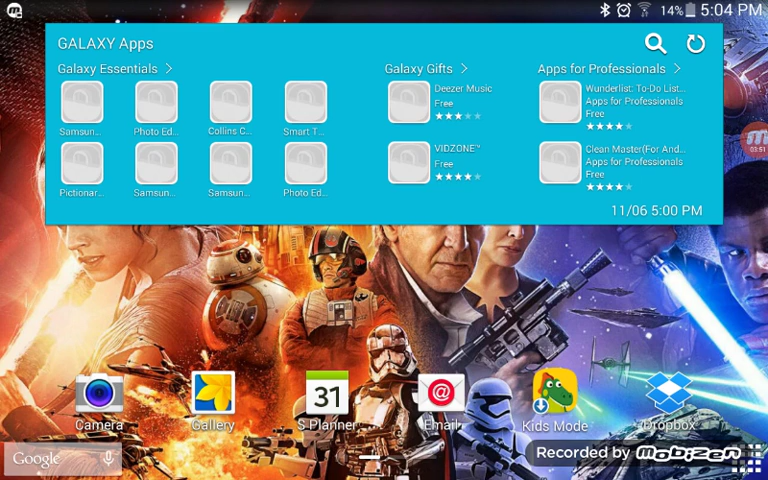 14% 5:04 PM
GALAXY Apps
Galaxy Essentials
Galaxy Gifts
Apps for Professionals
Deezer Music
Free
Wunderlist: To-Do List...
Apps for Professionals
Free
Samsun...
Photo Ed...
Collins C...
Smart T...
VIDZONE™
Free
Clean Master(For And...
Apps for Professionals
Free
Pictionar...
Samsun...
Samsun...
Photo Ed...
11/06 5:00 PM
03:51
31
Camera
Gallery
S Planner
Email
Kids Mode
Dropbox
Google
Recorded by mobizen